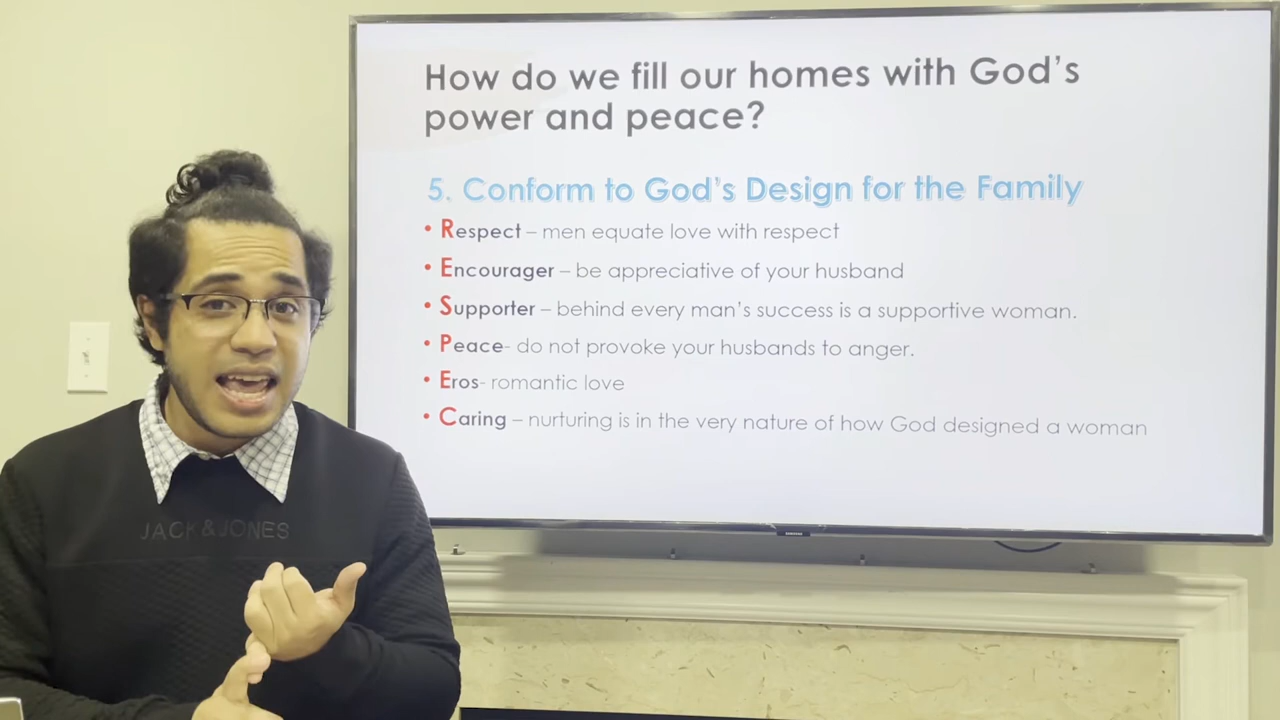 How do we fill our homes with God's
power and peace?
5. Conform to God's Design for the Family
• Respect – men equate love with respect
• Encourager – be appreciative of your husband
• Supporter – behind every man's success is a supportive woman.
• Peace- do not provoke your husbands to anger.
• Eros- romantic love
• Caring – nurturing is in the very nature of how God designed a woman
JACK & JONES
SAMSUNG